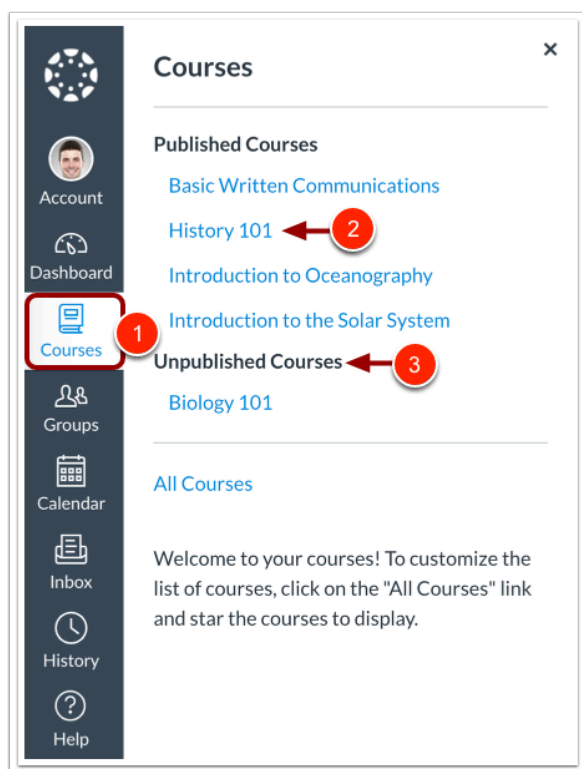 Courses
×
Published Courses
Account
Basic Written Communications
History 101
2
Dashboard
Introduction to Oceanography
Introduction to the Solar System
1
Courses
Unpublished Courses
3
Biology 101
Groups
All Courses
Calendar
Welcome to your courses! To customize the
list of courses, click on the "All Courses" link
and star the courses to display.
Inbox
History
Help